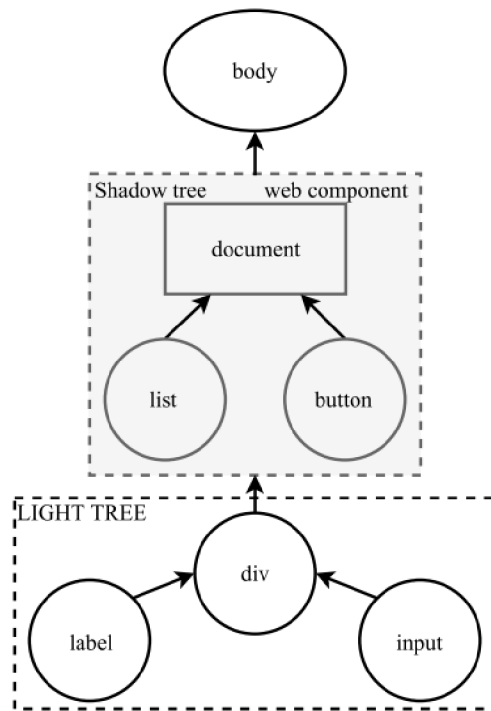 body
Shadow tree web component
document
list button
LIGHT TREE
div
label input